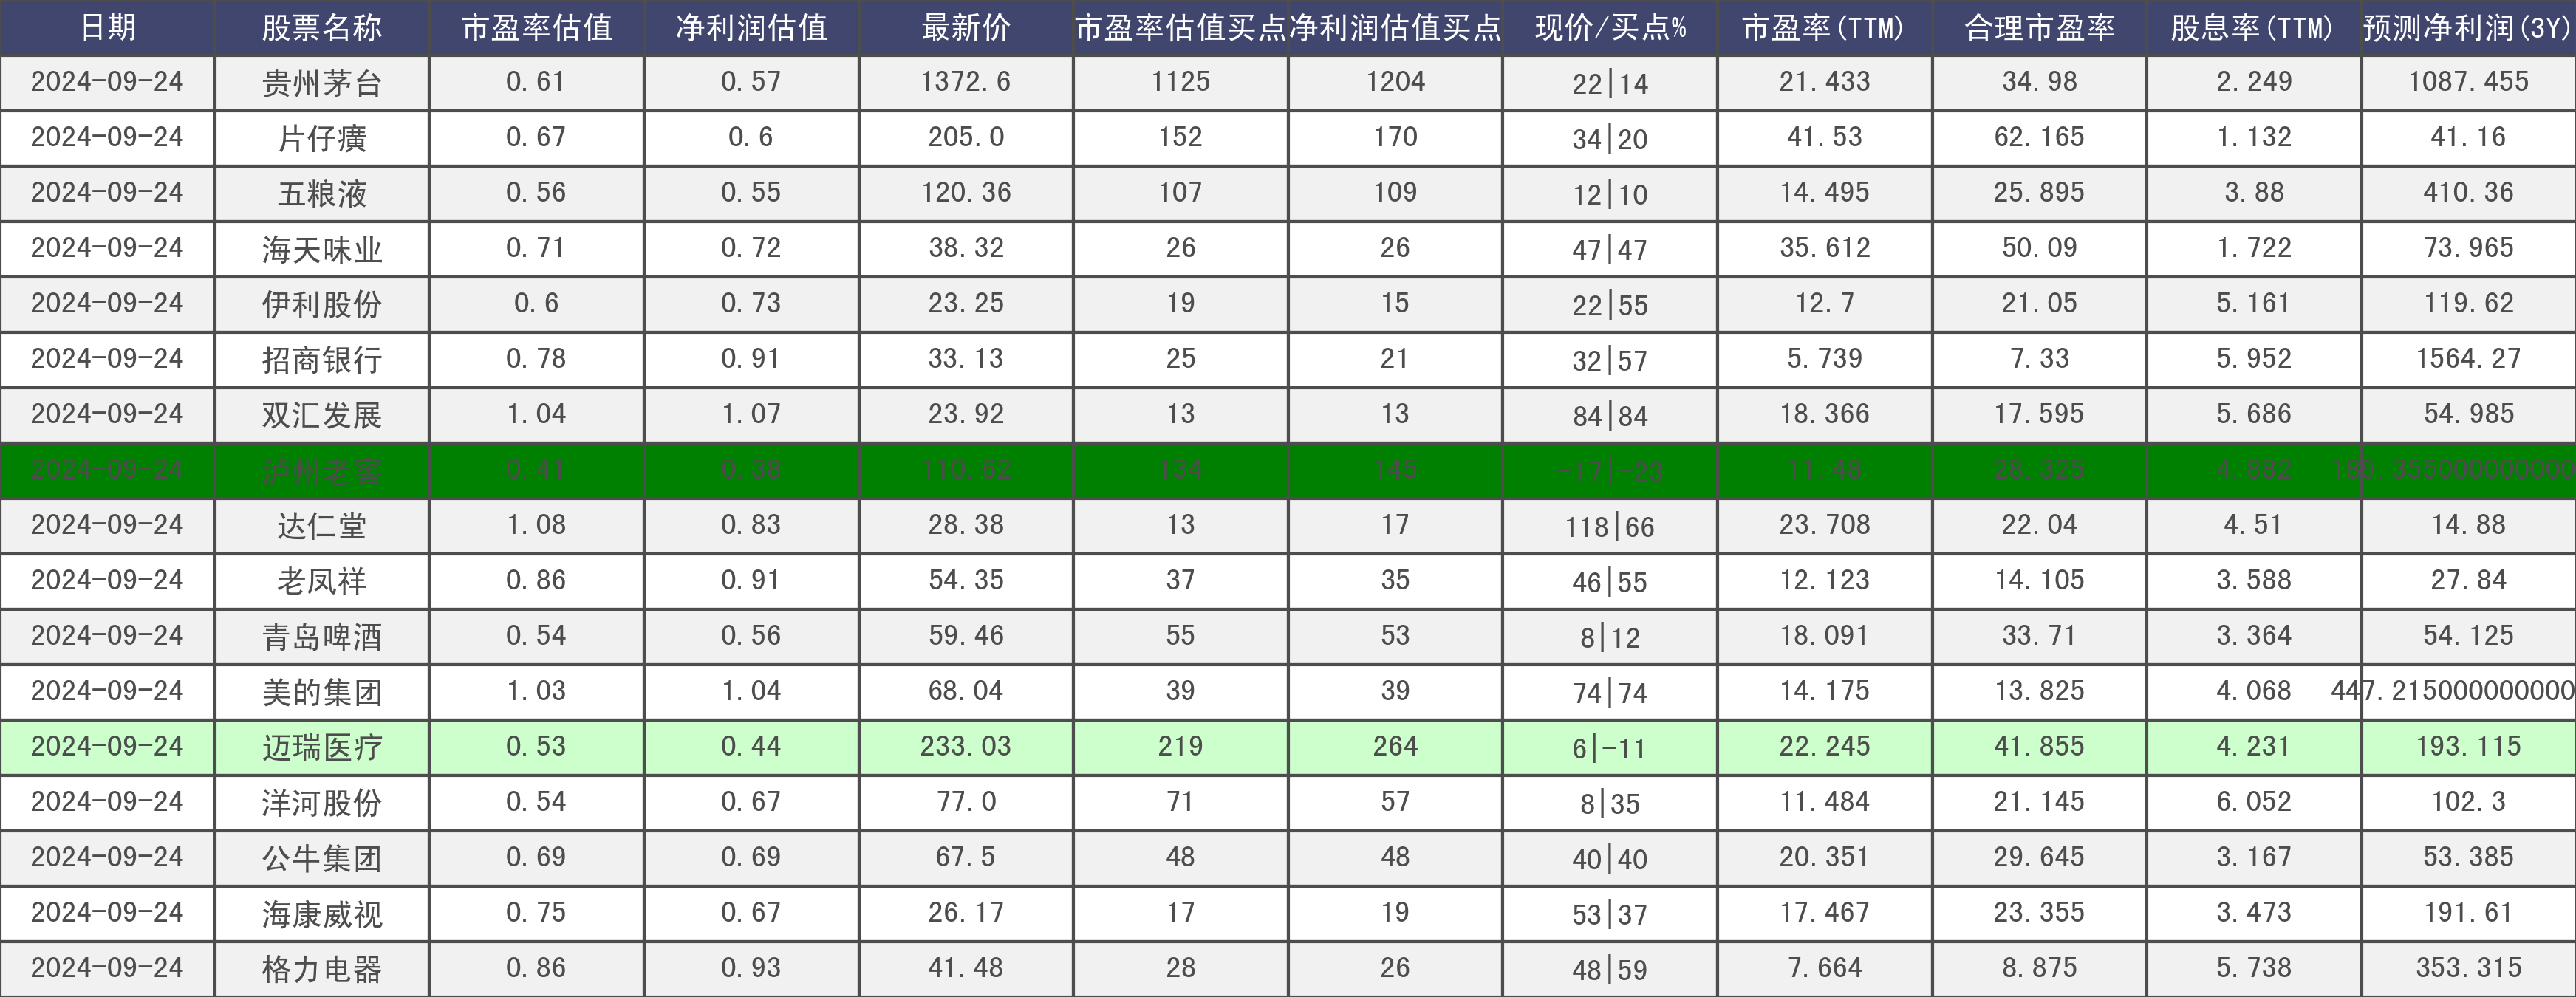 日期 股票名称 市盈率估值 净利润估值 最新价 市盈率估值买点 净利润估值买点 现价/买点% 市盈率(TTM) 合理市盈率 股息率(TTM) 预测净利润(3Y)
2024-09-24 贵州茅台 0.61 0.57 1372.6 1125 1204 22|14 21.433 34.98 2.249 1087.455
2024-09-24 片仔癀 0.67 0.6 205.0 152 170 34|20 41.53 62.165 1.132 41.16
2024-09-24 五粮液 0.56 0.55 120.36 107 109 12|10 14.495 25.895 3.88 410.36
2024-09-24 海天味业 0.71 0.72 38.32 26 26 47|47 35.612 50.09 1.722 73.965
2024-09-24 伊利股份 0.6 0.73 23.25 19 15 22|55 12.7 21.05 5.161 119.62
2024-09-24 招商银行 0.78 0.91 33.13 25 21 32|57 5.739 7.33 5.952 1564.27
2024-09-24 双汇发展 1.04 1.07 23.92 13 13 84|84 18.366 17.595 5.686 54.985
2024-09-24 泸州老窖 0.41 0.38 110.62 134 145 -17|-23 11.48 28.325 4.882 189.355000000000
2024-09-24 达仁堂 1.08 0.83 28.38 13 17 118|66 23.708 22.04 4.51 14.88
2024-09-24 老凤祥 0.86 0.91 54.35 37 35 46|55 12.123 14.105 3.588 27.84
2024-09-24 青岛啤酒 0.54 0.56 59.46 55 53 8|12 18.091 33.71 3.364 54.125
2024-09-24 美的集团 1.03 1.04 68.04 39 39 74|74 14.175 13.825 4.068 447.215000000000
2024-09-24 迈瑞医疗 0.53 0.44 233.03 219 264 6|-11 22.245 41.855 4.231 193.115
2024-09-24 洋河股份 0.54 0.67 77.0 71 57 8|35 11.484 21.145 6.052 102.3
2024-09-24 公牛集团 0.69 0.69 67.5 48 48 40|40 20.351 29.645 3.167 53.385
2024-09-24 海康威视 0.75 0.67 26.17 17 19 53|37 17.467 23.355 3.473 191.61
2024-09-24 格力电器 0.86 0.93 41.48 28 26 48|59 7.664 8.875 5.738 353.315